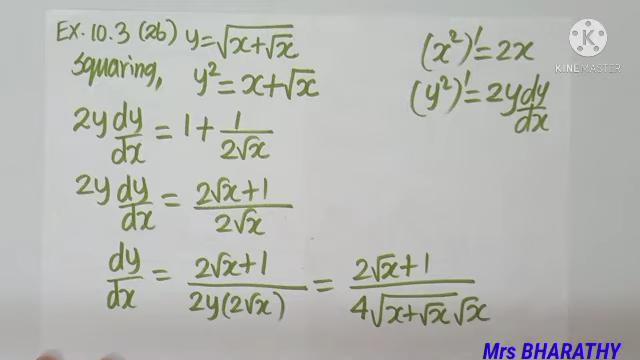 Ex. 10.3 (26) y = √(x+√x)
Squaring, y² = x+√x
2y dy/dx = 1 + 1/(2√x)
2y dy/dx = (2√x+1)/(2√x)
dy/dx = (2√x+1)/(2y(2√x)) = (2√x+1)/(4√(x+√x)√x)
(x²)' = 2x
(y²)' = 2y dy/dx
KINEMASTER
Mrs BHARATHY